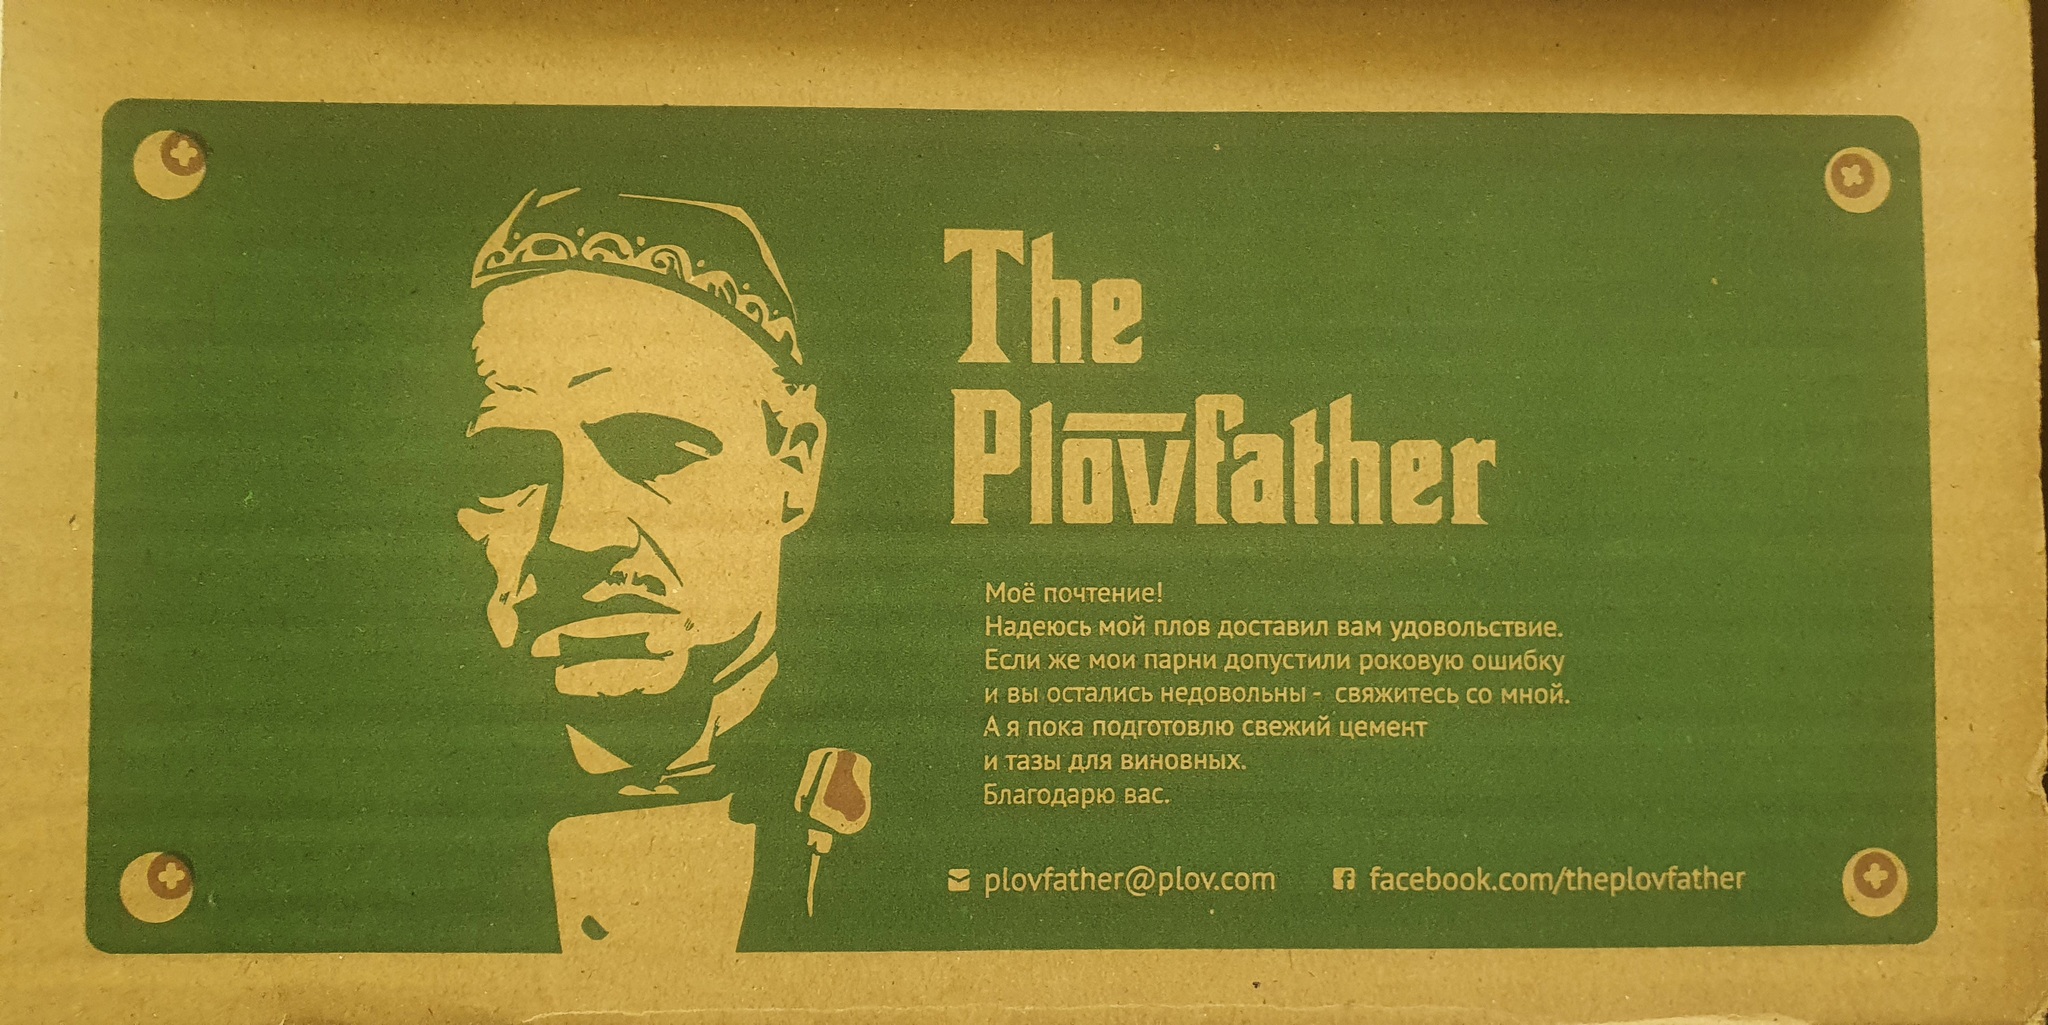 The
Plovfather
Моё почтение!
Надеюсь мой плов доставил вам удовольствие.
Если же мои парни допустили роковую ошибку
и вы остались недовольны - свяжитесь со мной.
А я пока подготовлю свежий цемент
и тазы для виновных.
Благодарю вас.
plovfather@plov.com facebook.com/theplovfather